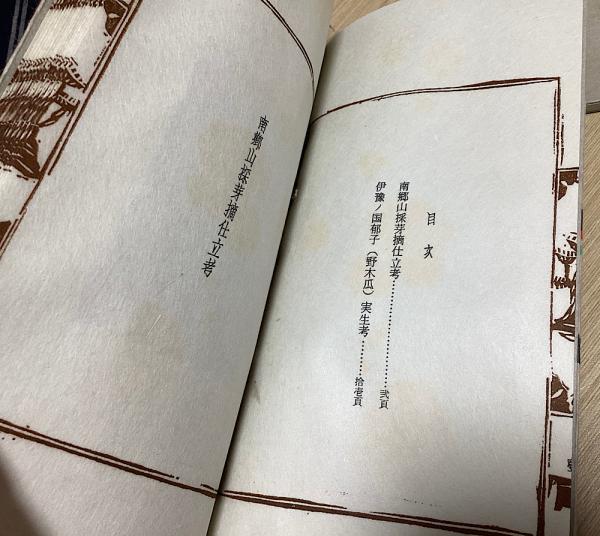 目次
南郷山採芽摘仕立考………………弐頁
伊豫ノ国郁子（野木瓜）実生考………拾壱頁
南郷山採芽摘仕立考